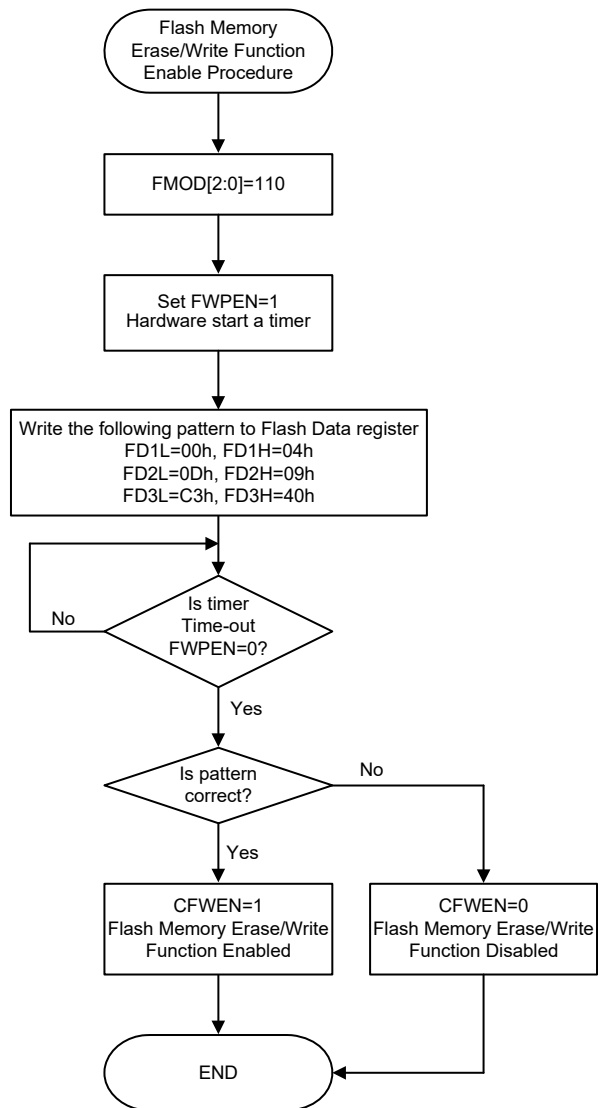 Flash Memory
Erase/Write Function
Enable Procedure
FMOD[2:0]=110
Set FWPEN=1
Hardware start a timer
Write the following pattern to Flash Data register
FD1L=00h, FD1H=04h
FD2L=0Dh, FD2H=09h
FD3L=C3h, FD3H=40h
Is timer
Time-out
FWPEN=0?
No
Yes
Is pattern
correct?
No
Yes
CFWEN=1
Flash Memory Erase/Write
Function Enabled
CFWEN=0
Flash Memory Erase/Write
Function Disabled
END